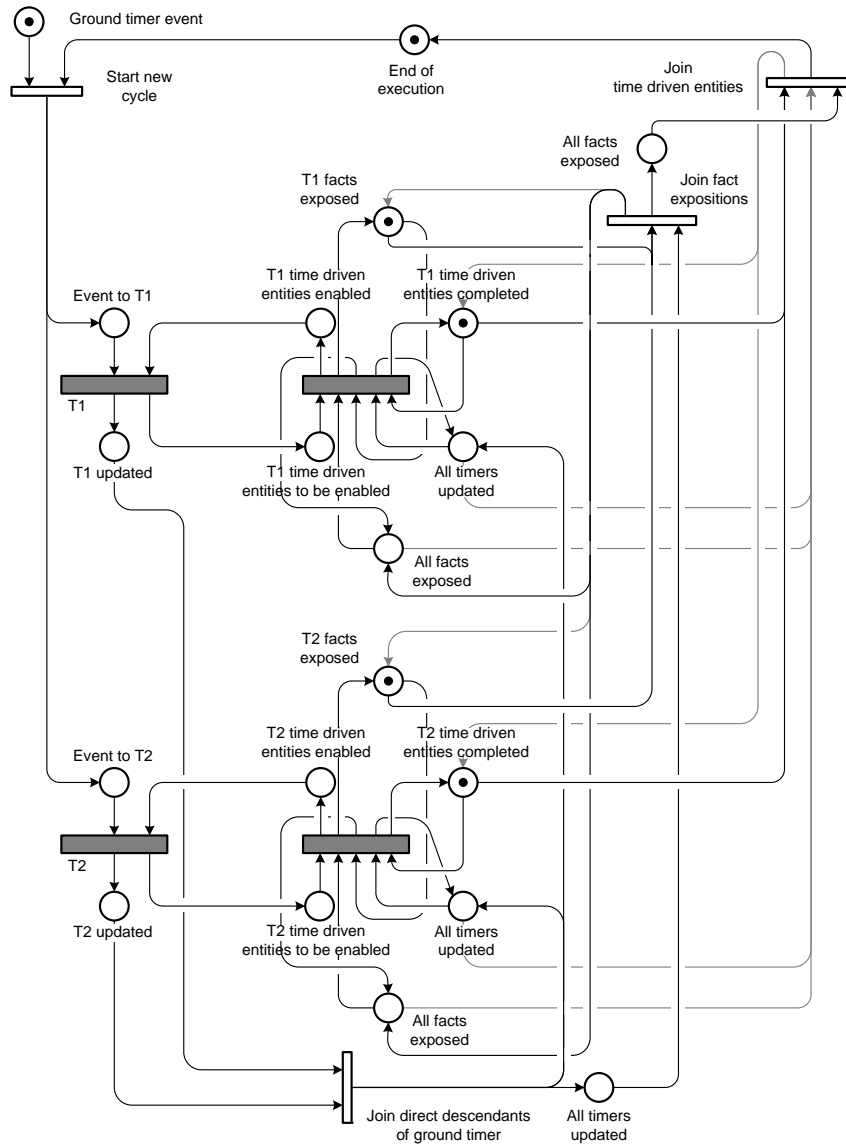 Ground timer event
Start new
cycle
End of
execution
Join
time driven entities
All facts
exposed
Join fact
expositions
T1 facts
exposed
T1 time driven
entities enabled
T1 time driven
entities completed
Event to T1
T1
T1 updated
T1 time driven
entities to be enabled
All timers
updated
All facts
exposed
T2 facts
exposed
T2 time driven
entities enabled
T2 time driven
entities completed
Event to T2
T2
T2 updated
T2 time driven
entities to be enabled
All timers
updated
All facts
exposed
Join direct descendants
of ground timer
All timers
updated